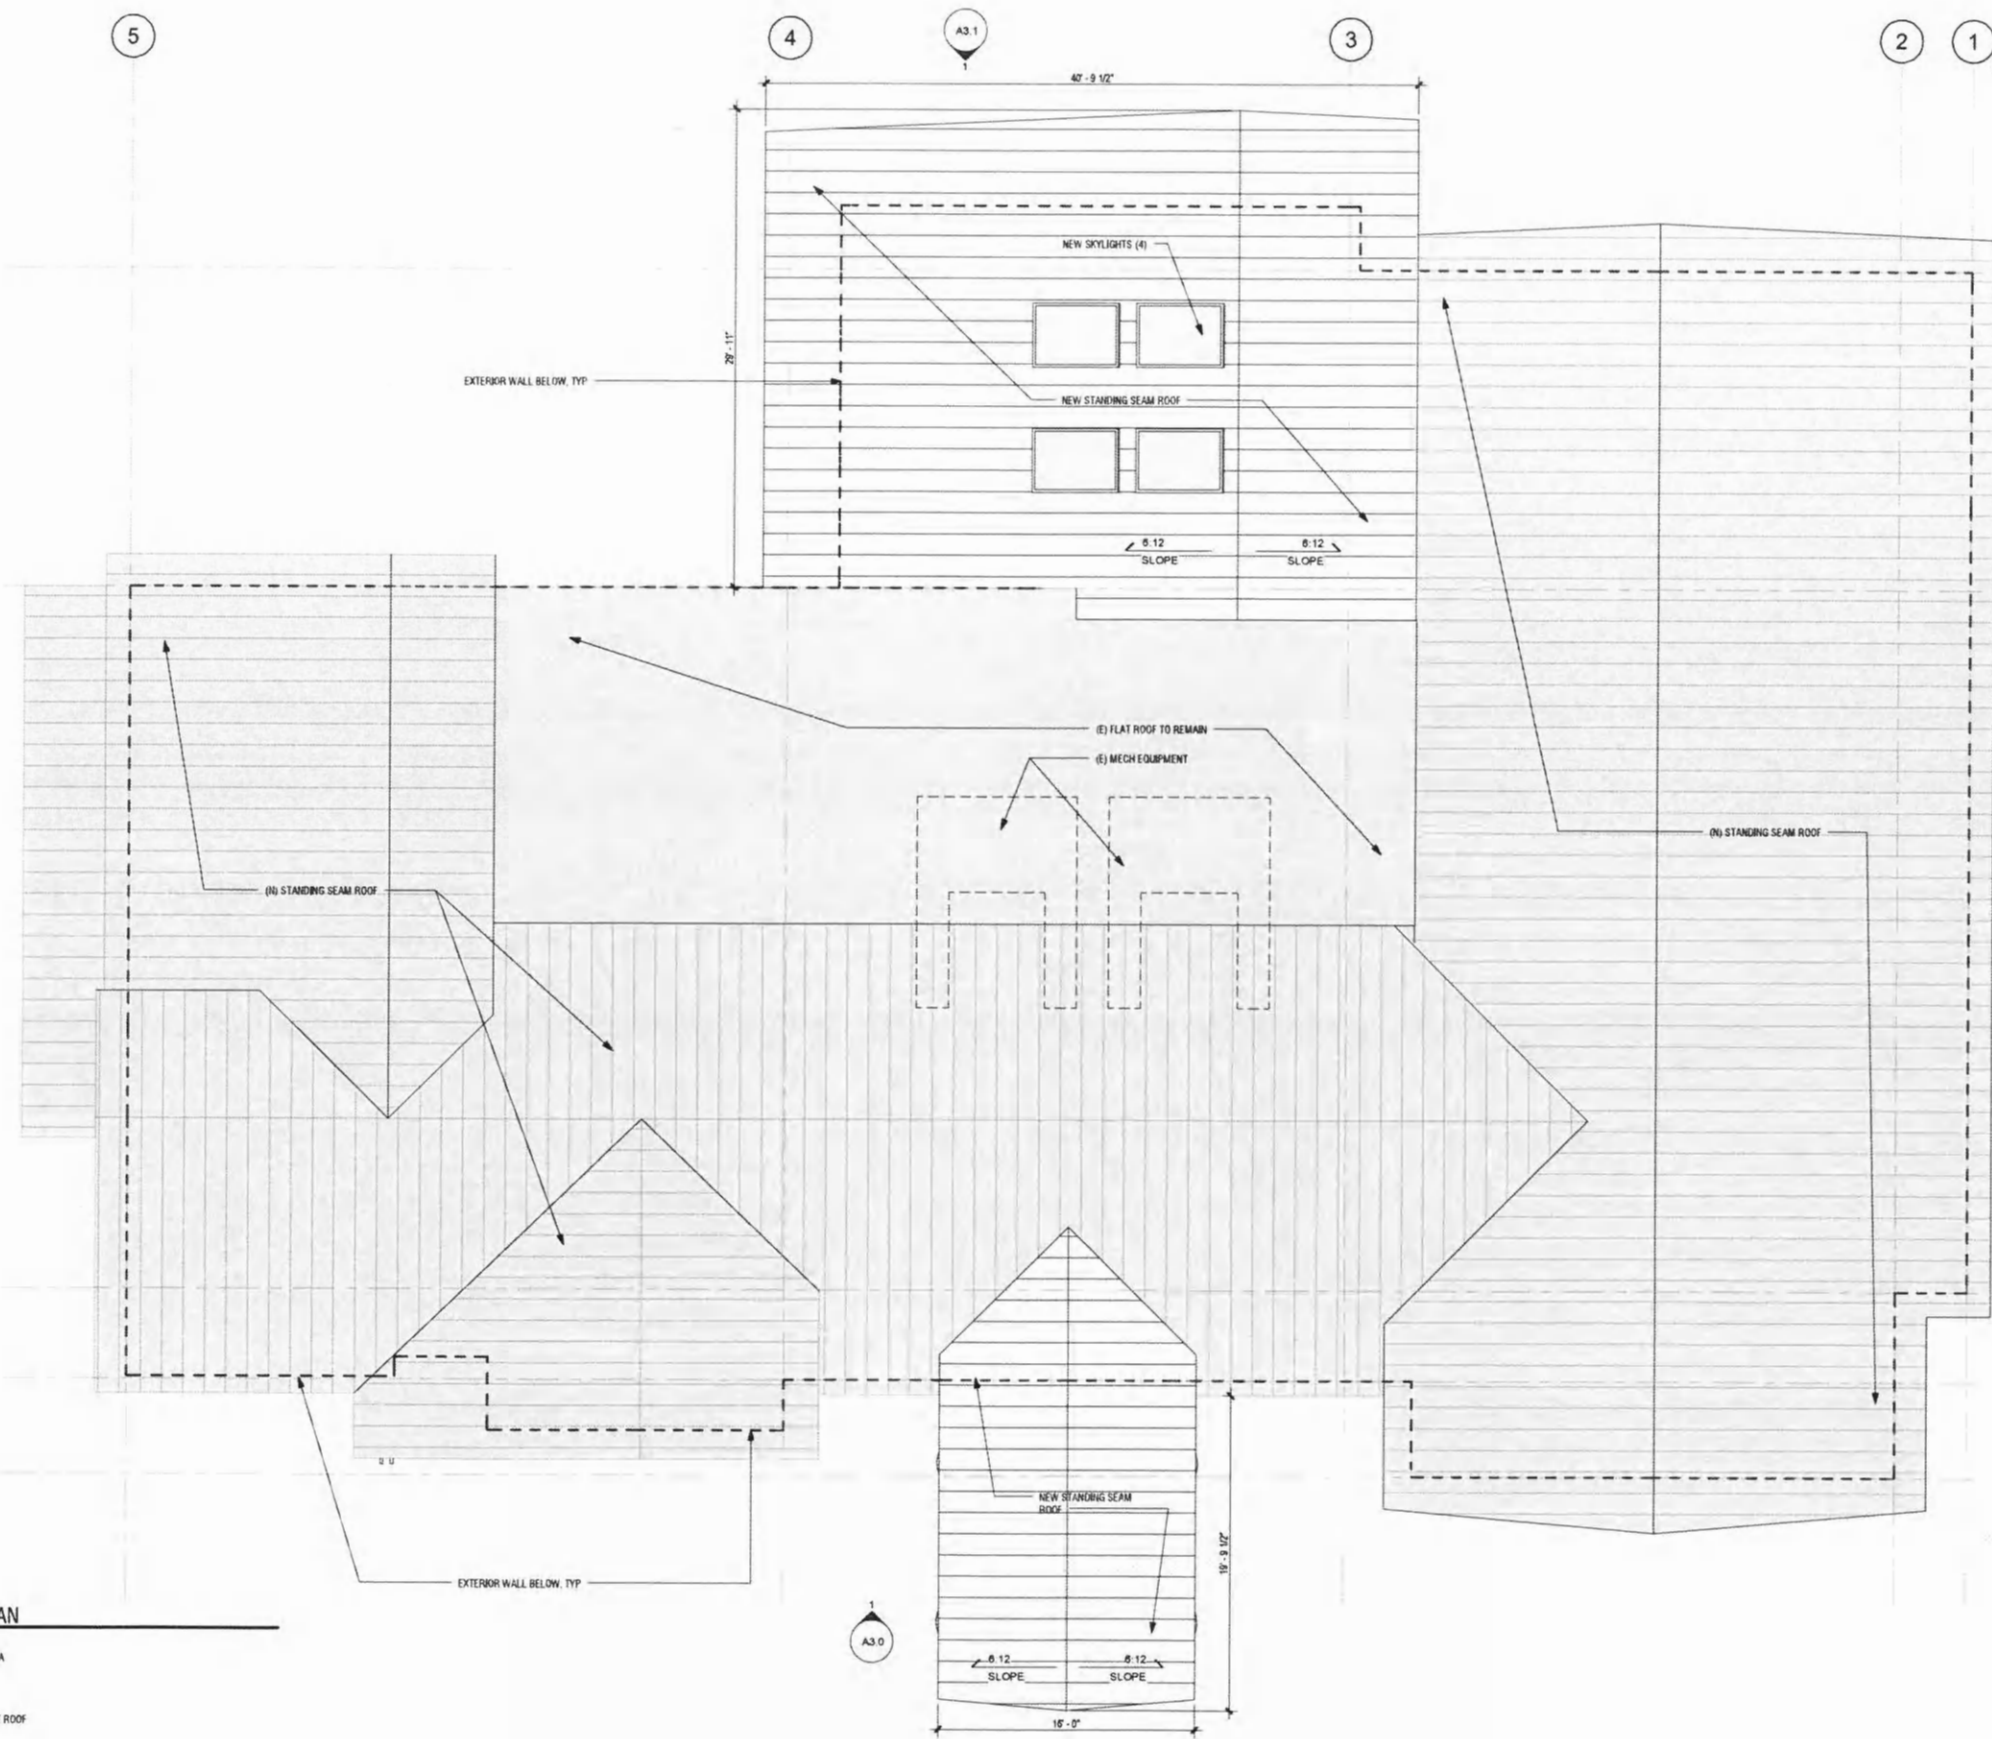 5
4
A3.1
1
3
2
1
40' - 9 1/2"
NEW SKYLIGHTS (4)
29' - 11"
EXTERIOR WALL BELOW, TYP
NEW STANDING SEAM ROOF
6:12
SLOPE
6:12
SLOPE
(E) FLAT ROOF TO REMAIN
(E) MECH EQUIPMENT
(N) STANDING SEAM ROOF
(N) STANDING SEAM ROOF
NEW STANDING SEAM
ROOF
19' - 9 1/2"
EXTERIOR WALL BELOW, TYP
1
A3.0
6:12
SLOPE
6:12
SLOPE
16' - 0"
AN
A
ROOF